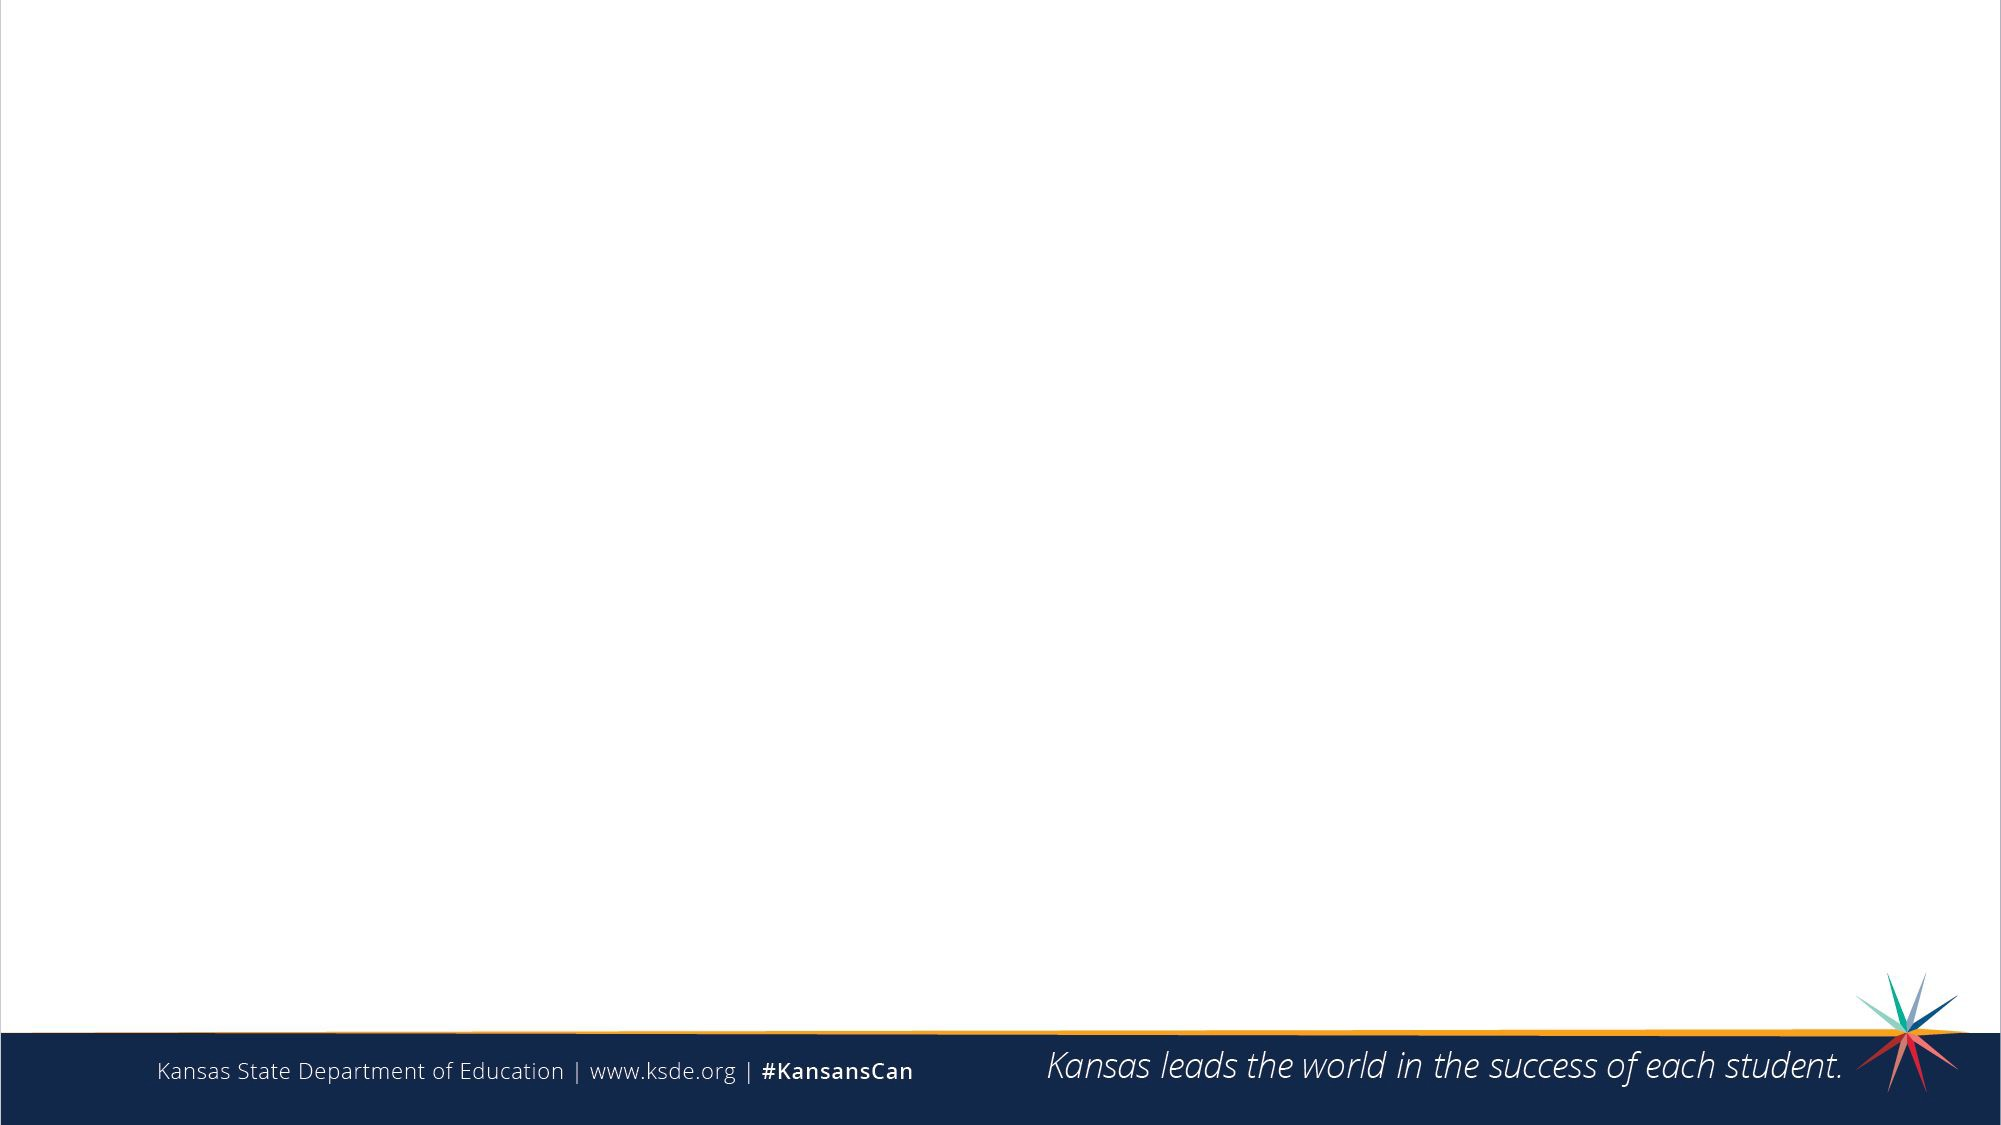 Kansas State Department of Education | www.ksde.org | #KansansCan
Kansas leads the world in the success of each student.